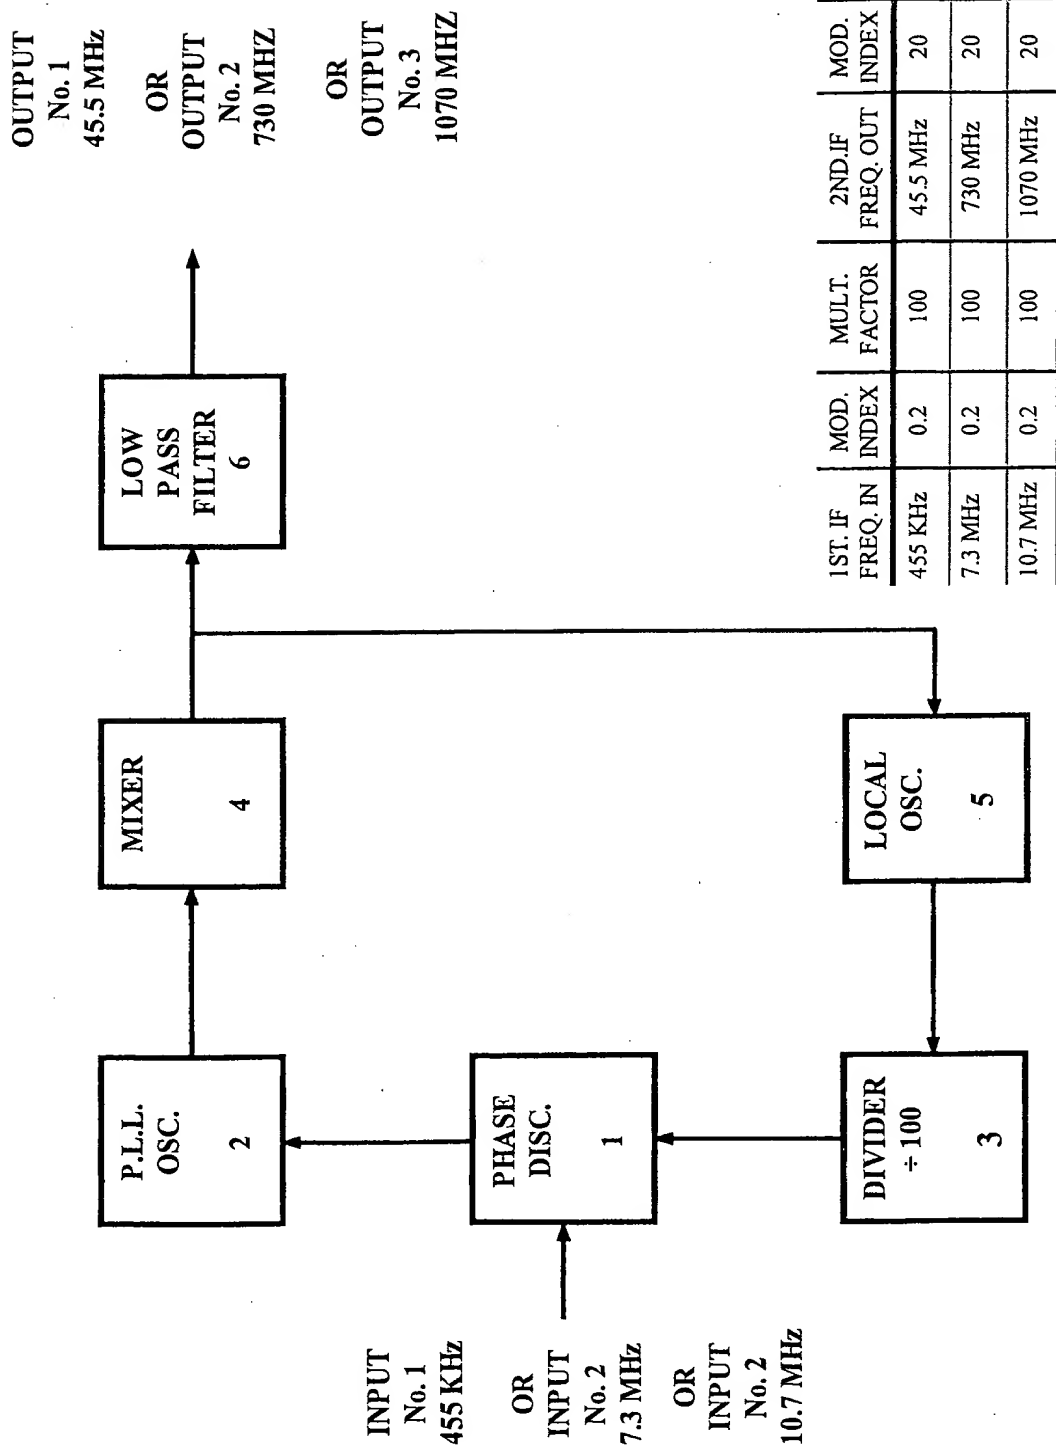 INPUT
No. 1
455 KHz
OR
INPUT
No. 2
7.3 MHz
OR
INPUT
No. 2
10.7 MHz
PHASE
DISC.
1
P.L.L.
OSC.
2
DIVIDER
÷ 100
3
MIXER
4
LOCAL
OSC.
5
LOW
PASS
FILTER
6
OUTPUT
No. 1
45.5 MHz
OR
OUTPUT
No. 2
730 MHZ
OR
OUTPUT
No. 3
1070 MHZ
1ST. IF FREQ. IN MOD. INDEX MULT. FACTOR 2ND.IF FREQ. OUT MOD. INDEX
455 KHz 0.2 100 45.5 MHz 20
7.3 MHz 0.2 100 730 MHz 20
10.7 MHz 0.2 100 1070 MHz 20